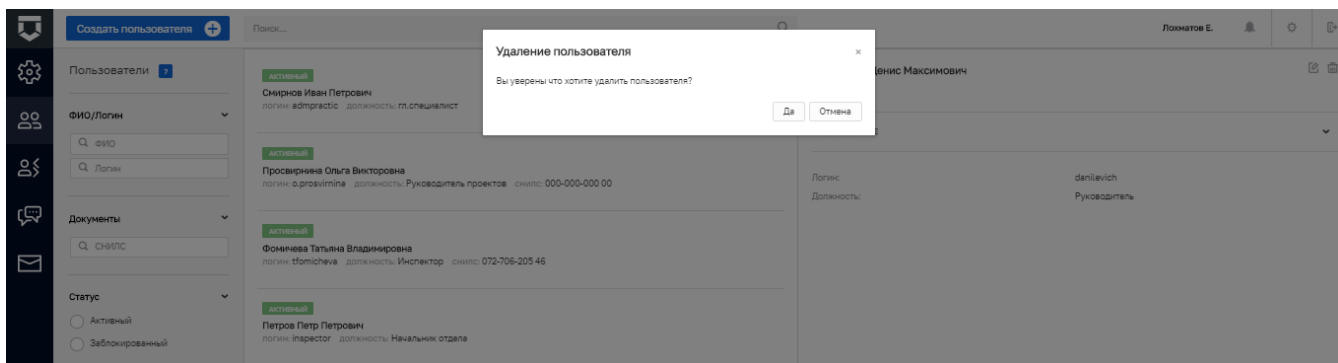 Создать пользователя
Поиск...
Лохматов Е.
Пользователи ?
ФИО/Логин
ФИО
Логин
Документы
СНИЛС
Статус
Активный
Заблокированный
АКТИВНЫЙ
Смирнов Иван Петрович
логин: admpractic должность: гл.специалист
АКТИВНЫЙ
Просвирнина Ольга Викторовна
логин: o.prosvirnina должность: Руководитель проектов снилс: 000-000-000 00
АКТИВНЫЙ
Фомичева Татьяна Владимировна
логин: tfomicheva должность: Инспектор снилс: 072-706-205 46
АКТИВНЫЙ
Петров Петр Петрович
логин: inspector должность: Начальник отдела
Удаление пользователя
Вы уверены что хотите удалить пользователя?
Да Отмена
Денис Максимович
Логин: danilevich
Должность: Руководитель